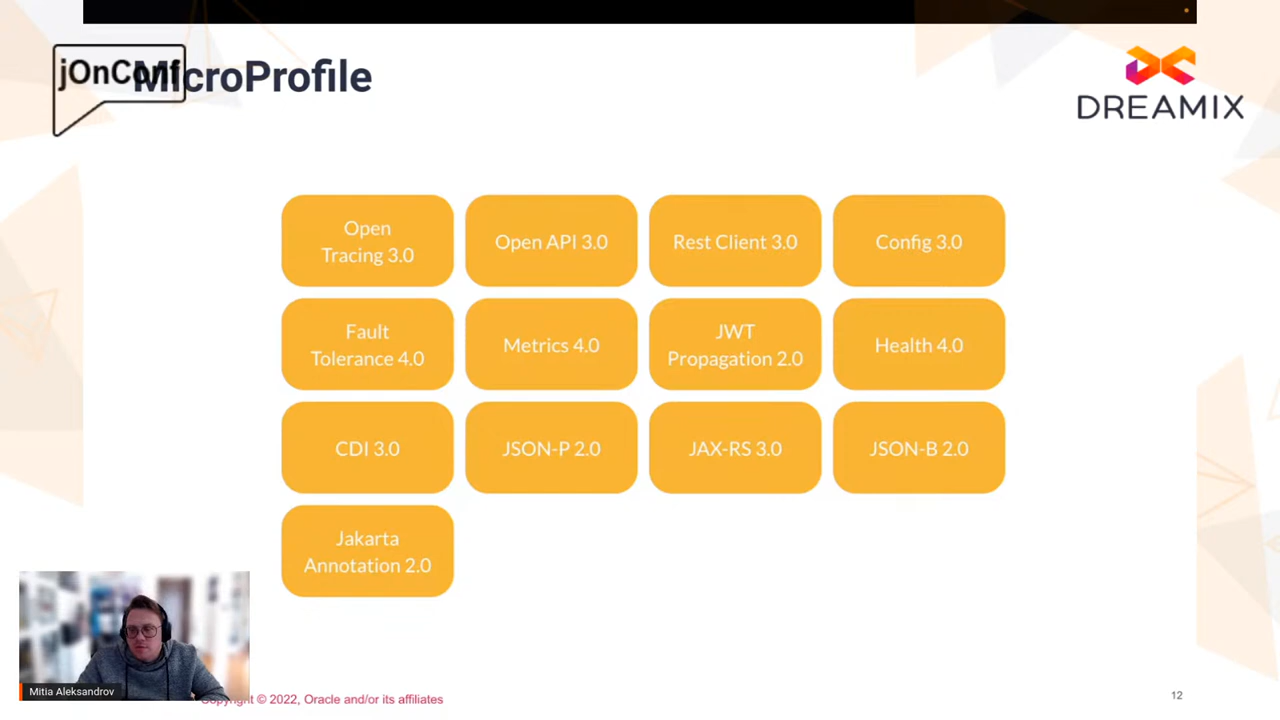 jOnConf
MicroProfile
DREAMIX
Open
Tracing 3.0
Open API 3.0
Rest Client 3.0
Config 3.0
Fault
Tolerance 4.0
Metrics 4.0
JWT
Propagation 2.0
Health 4.0
CDI 3.0
JSON-P 2.0
JAX-RS 3.0
JSON-B 2.0
Jakarta
Annotation 2.0
Mitia Aleksandrov
Copyright © 2022, Oracle and/or its affiliates
12